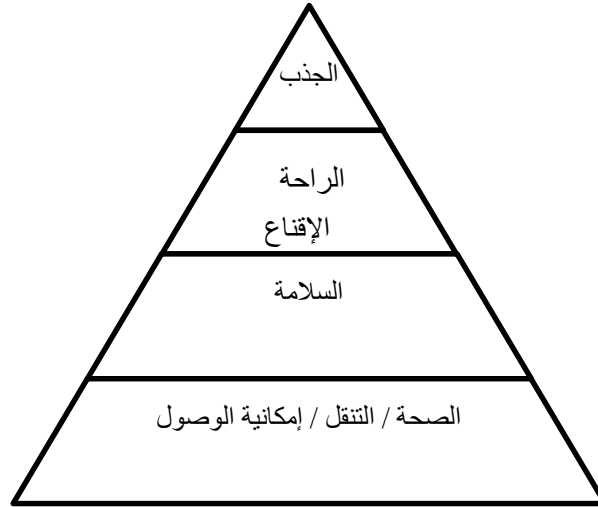 الجذب
الراحة
الإقناع
السلامة
الصحة / التنقل / إمكانية الوصول